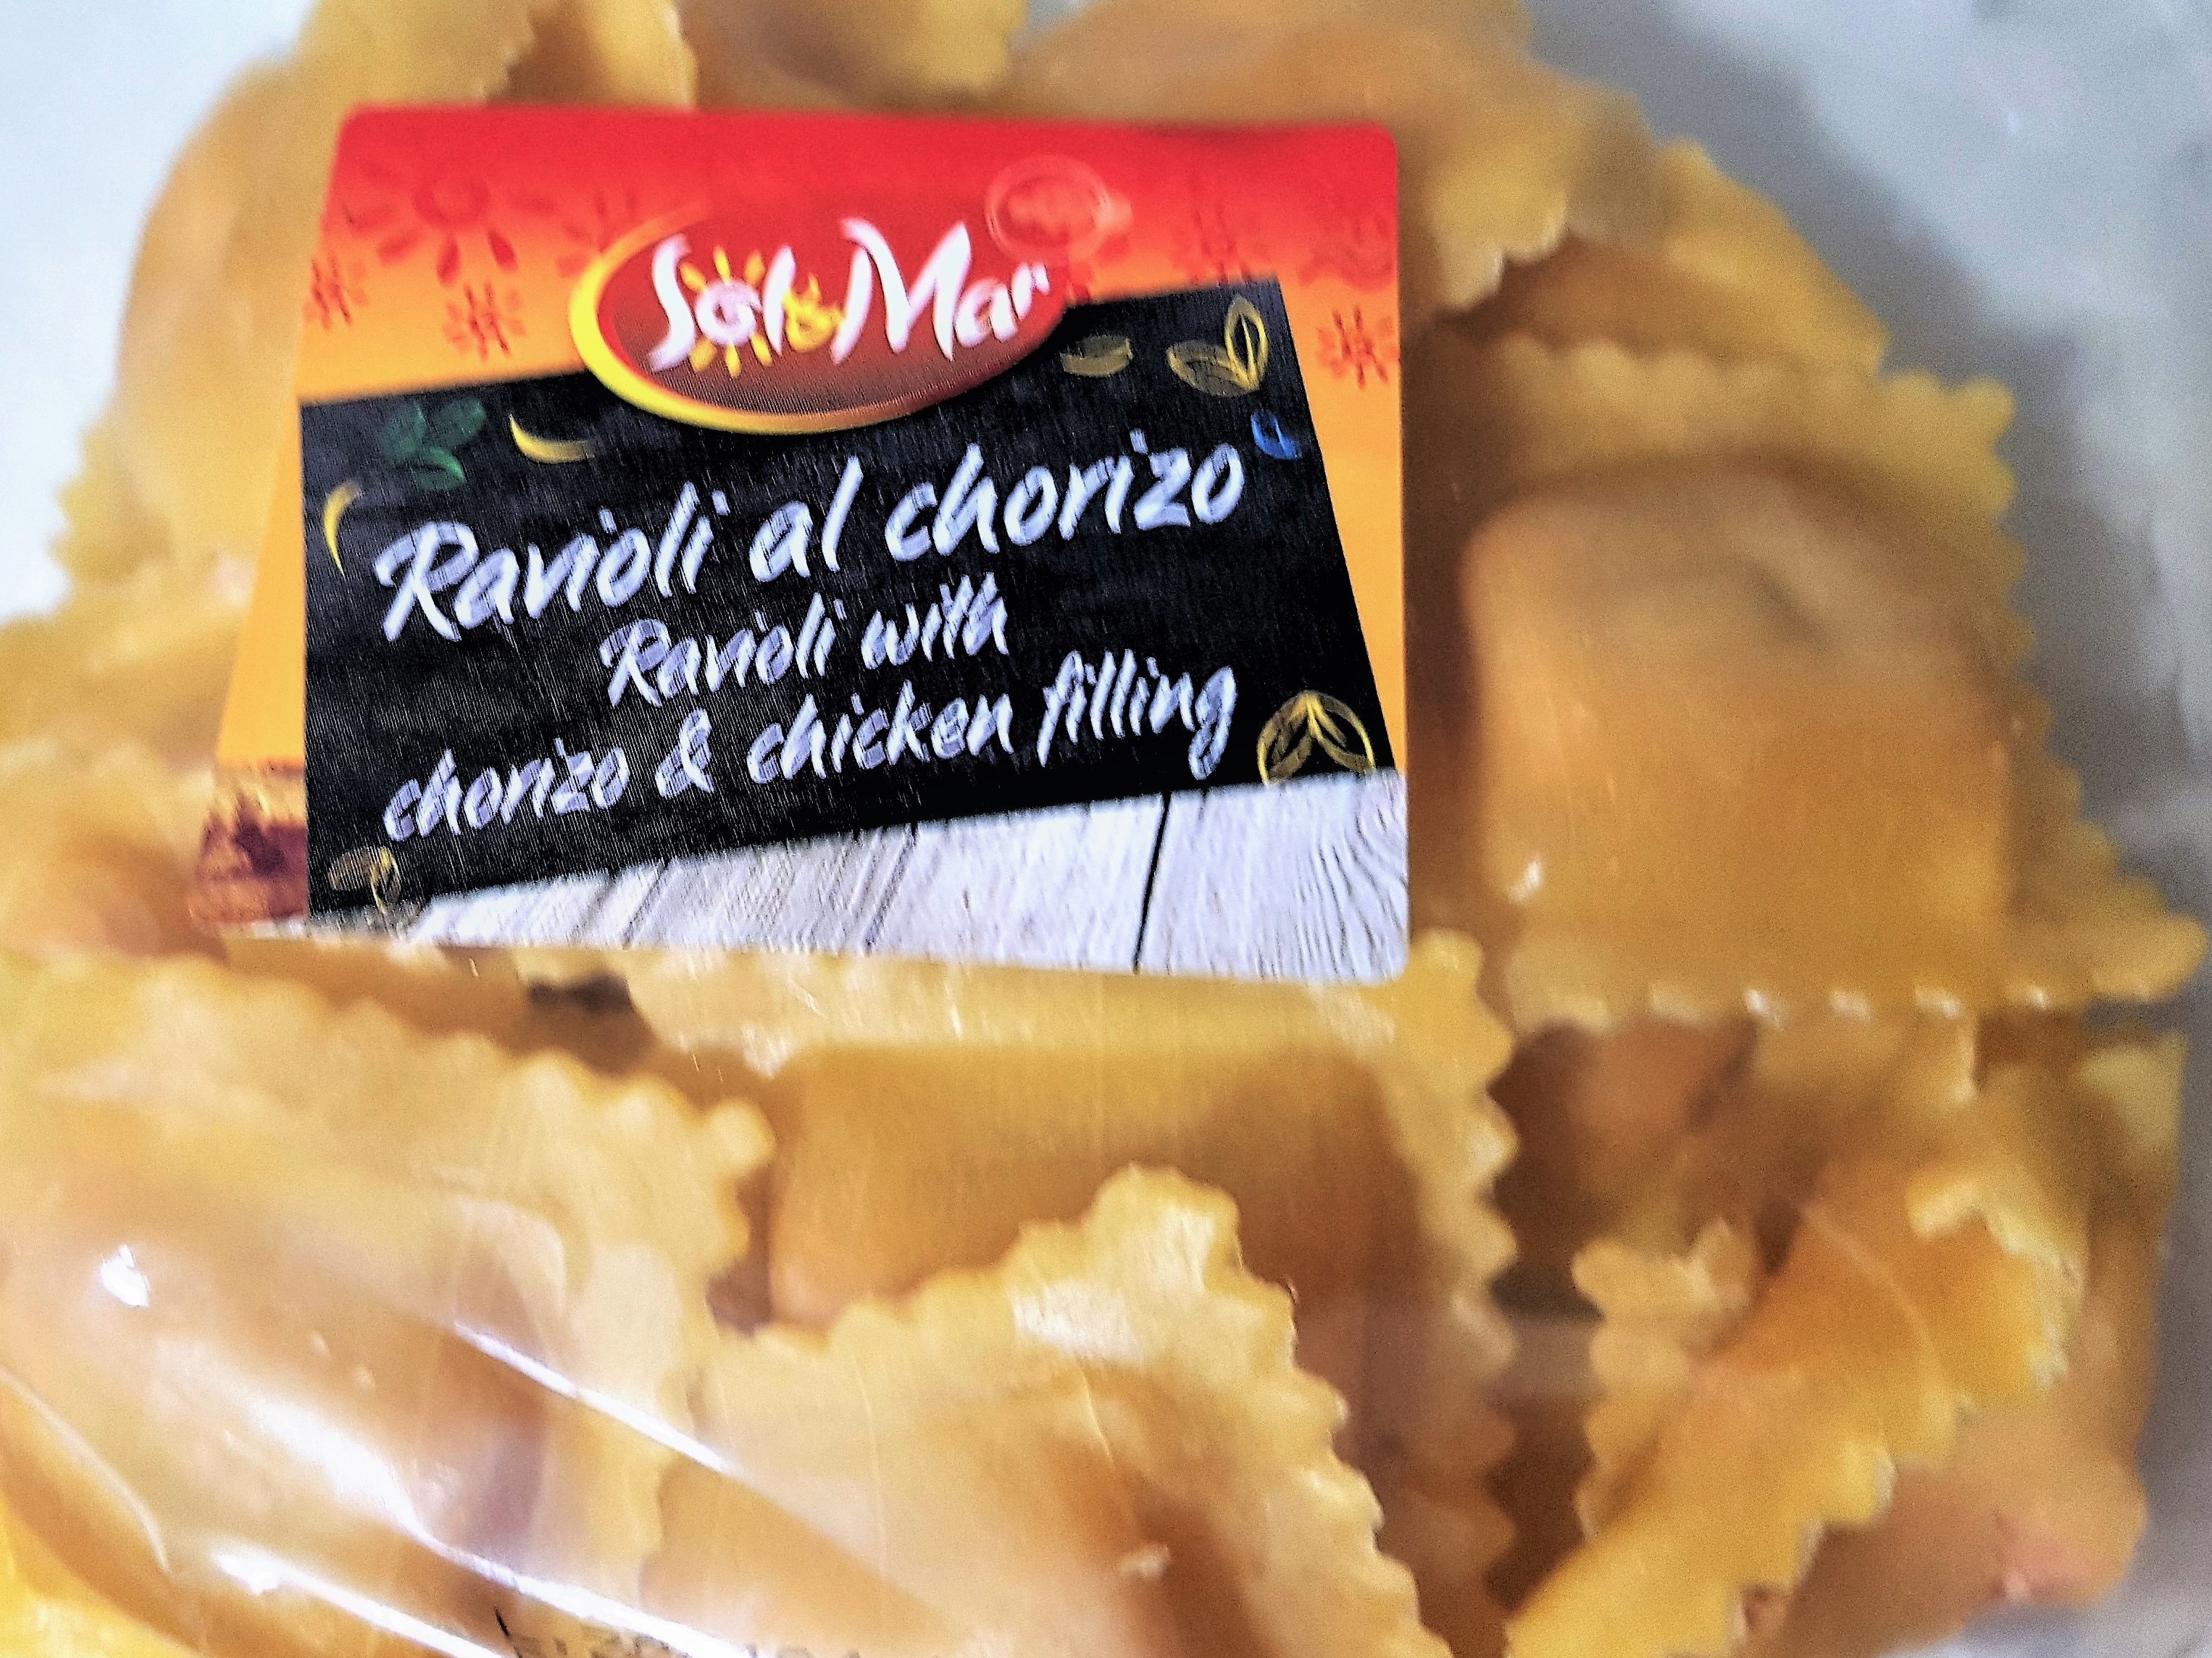 Sol & Mar
Ravioli al chorizo
Ravioli with
chorizo & chicken filling